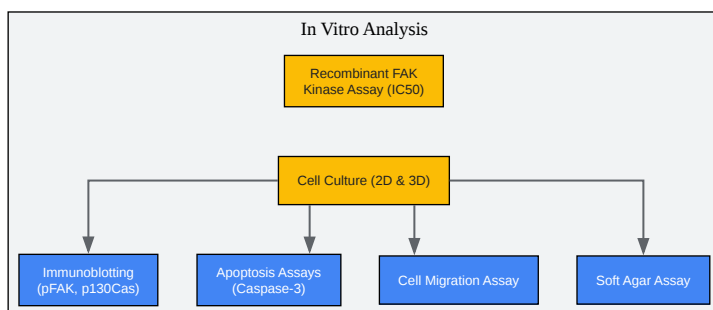 In Vitro Analysis
Recombinant FAK
Kinase Assay (IC50)
Cell Culture (2D & 3D)
Immunoblotting
(pFAK, p130Cas)
Apoptosis Assays
(Caspase-3)
Cell Migration Assay
Soft Agar Assay